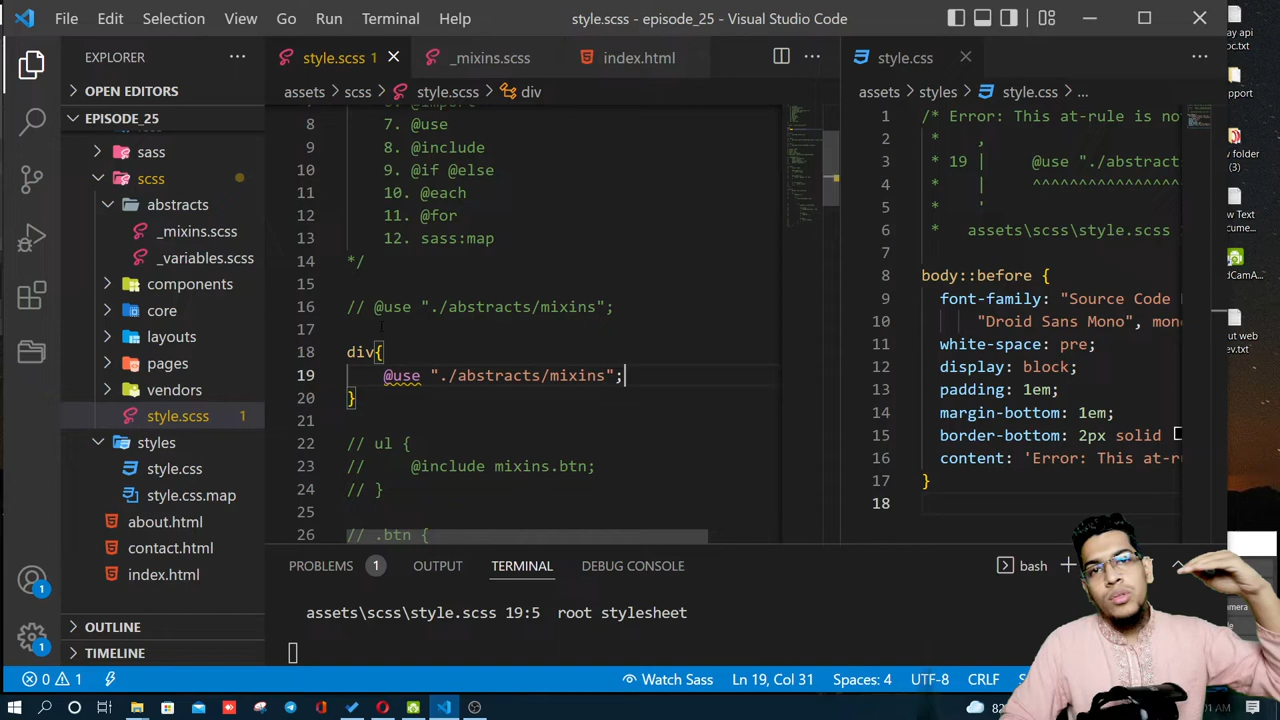 File Edit Selection View Go Run Terminal Help
style.scss - episode_25 - Visual Studio Code
EXPLORER
OPEN EDITORS
EPISODE_25
sass
scss
abstracts
_mixins.scss
_variables.scss
components
core
layouts
pages
vendors
style.scss 1
styles
style.css
style.css.map
about.html
contact.html
index.html
OUTLINE
TIMELINE
style.scss 1
_mixins.scss
index.html
assets > scss > style.scss > div
8 7. @use
9 8. @include
10 9. @if @else
11 10. @each
12 11. @for
13 12. sass:map
14 */
15
16 // @use "./abstracts/mixins";
17
18 div{
19 @use "./abstracts/mixins";
20 }
21
22 // ul {
23 // @include mixins.btn;
24 // }
25
26 // .btn {
style.css
assets > styles > style.css > ...
1 /* Error: This at-rule is no
2 * ,
3 * 19 | @use "./abstract
4 * | ^^^^^^^^^^^^^^^^
5 * '
6 * assets\scss\style.scss
7
8 body::before {
9 font-family: "Source Code
10 "Droid Sans Mono", mon
11 white-space: pre;
12 display: block;
13 padding: 1em;
14 margin-bottom: 1em;
15 border-bottom: 2px solid
16 content: 'Error: This at-r
17 }
18
PROBLEMS 1 OUTPUT TERMINAL DEBUG CONSOLE
bash
assets\scss\style.scss 19:5 root stylesheet
1
1
0 1
Watch Sass Ln 19, Col 31 Spaces: 4 UTF-8 CRLF